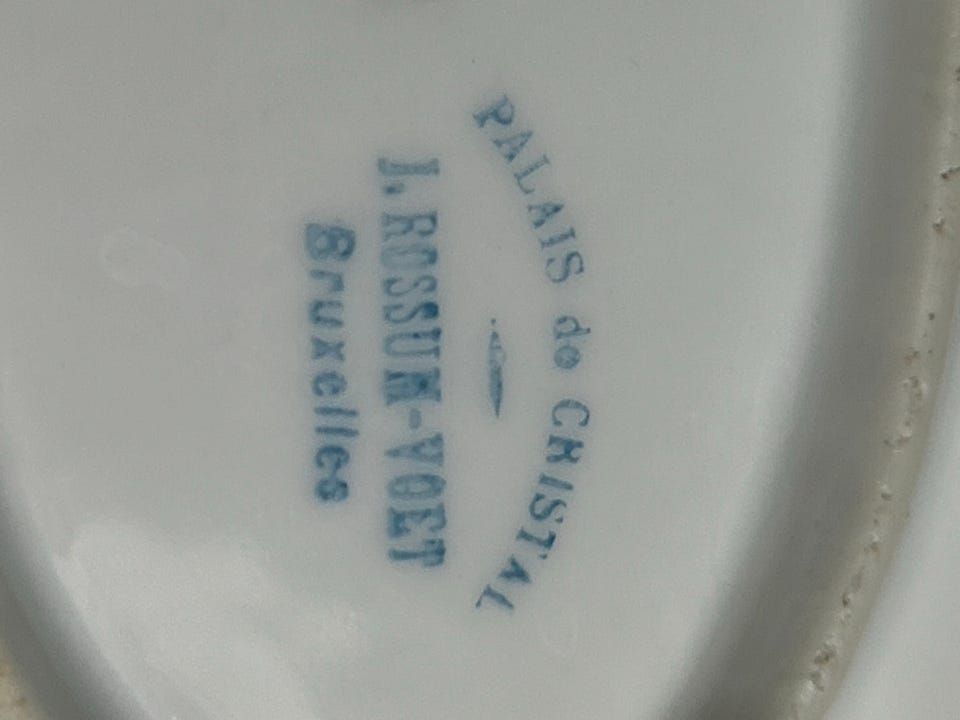 PALAIS de CRISTAL
J. ROSSUM-VOET
Bruxelles